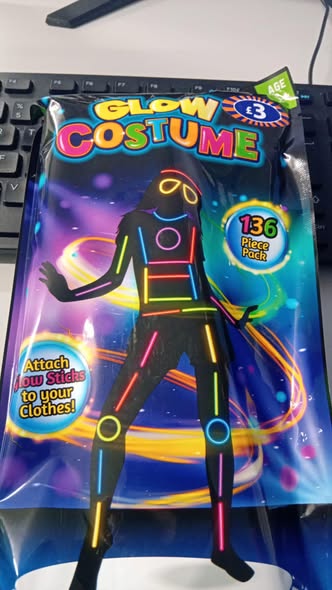 AGE
£3
GLOW
COSTUME
136
Piece
Pack
Attach
Glow Sticks
to your
Clothes!